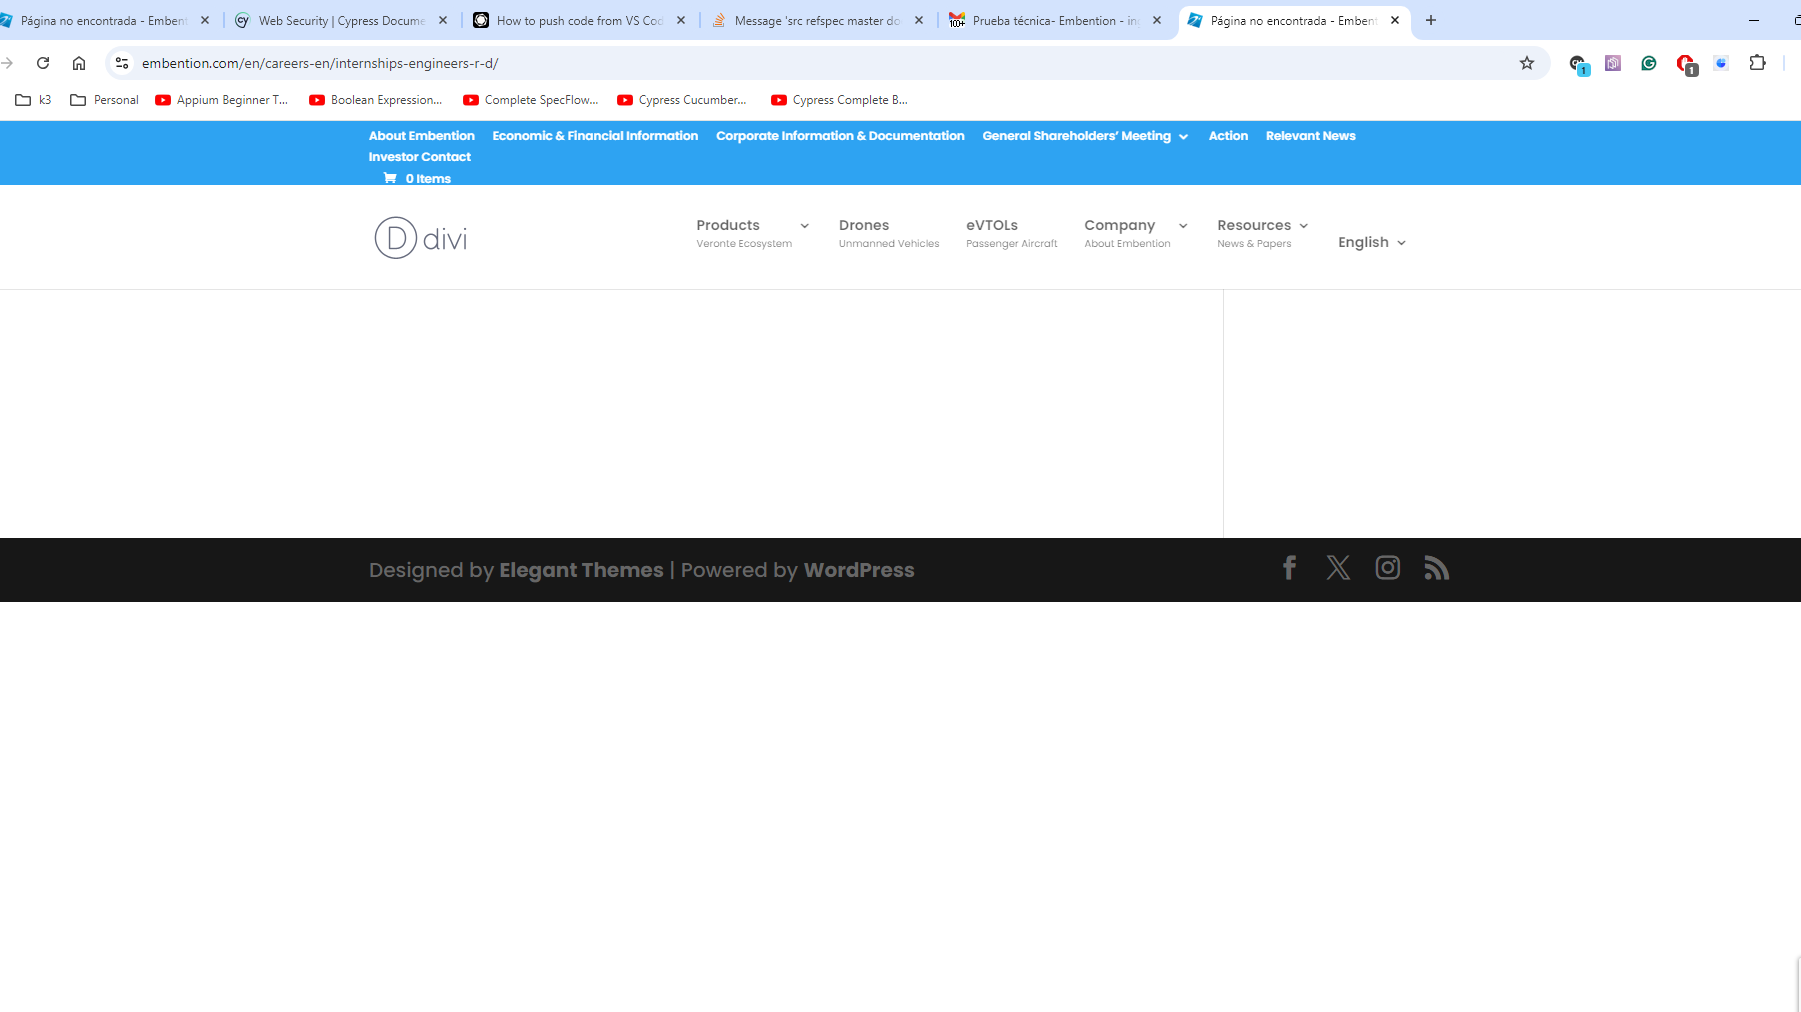 Página no encontrada - Embent
Web Security | Cypress Docume
How to push code from VS Cod
Message 'src refspec master do
Prueba técnica- Embention - in
Página no encontrada - Embent
embention.com/en/careers-en/internships-engineers-r-d/
1
1
k3
Personal
Appium Beginner T...
Boolean Expression...
Complete SpecFlow...
Cypress Cucumber...
Cypress Complete B...
About Embention Economic & Financial Information Corporate Information & Documentation General Shareholders’ Meeting Action Relevant News
Investor Contact
0 Items
D divi
Products Drones eVTOLs Company Resources
Veronte Ecosystem Unmanned Vehicles Passenger Aircraft About Embention News & Papers
English
Designed by Elegant Themes | Powered by WordPress